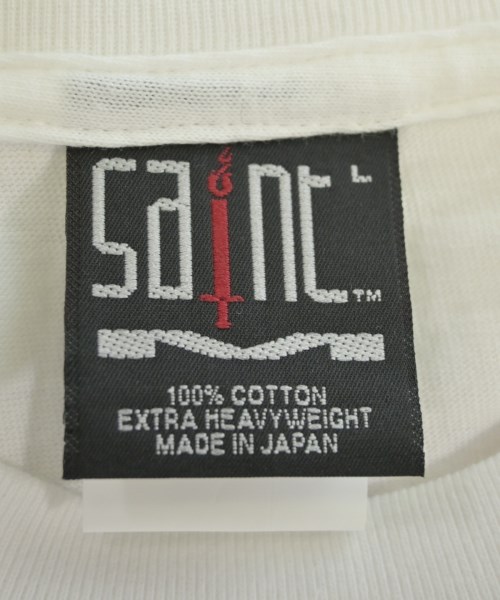 saint L
TM
100% COTTON
EXTRA HEAVYWEIGHT
MADE IN JAPAN